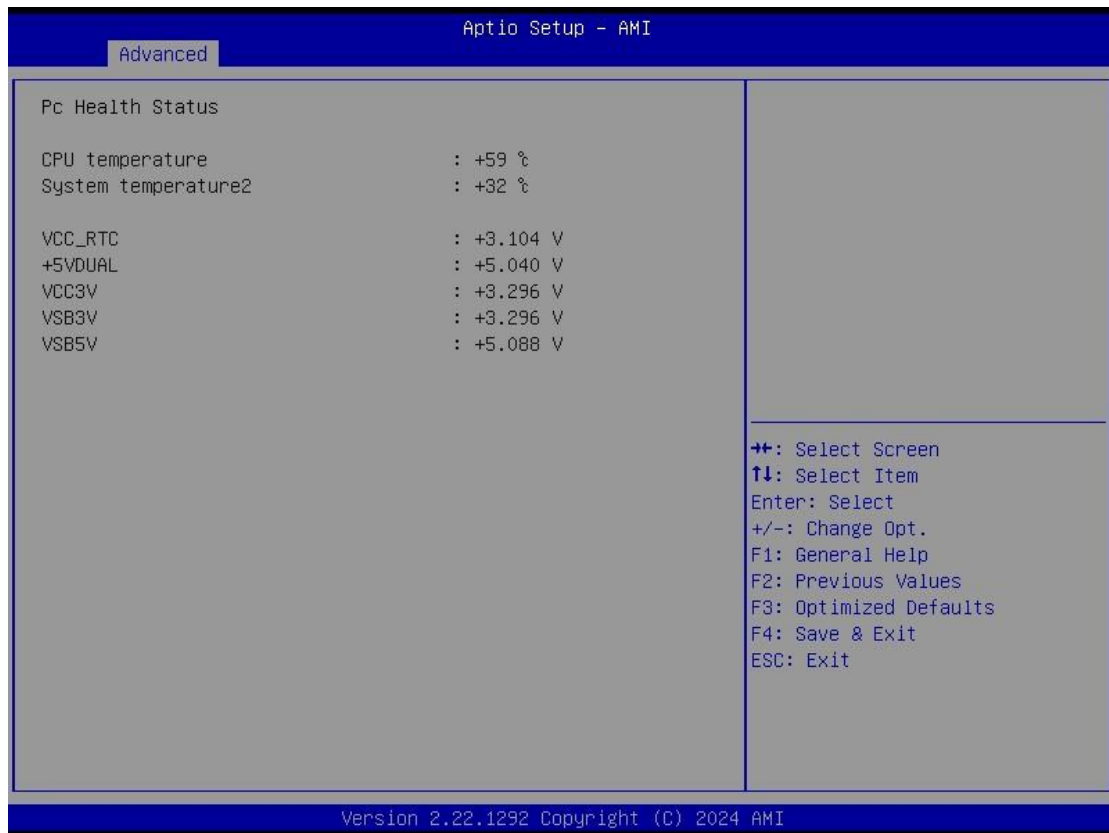 Aptio Setup - AMI
Advanced
Pc Health Status
CPU temperature : +59 ℃
System temperature2 : +32 ℃
VCC_RTC : +3.104 V
+5VDUAL : +5.040 V
VCC3V : +3.296 V
VSB3V : +3.296 V
VSB5V : +5.088 V
→←: Select Screen
↑↓: Select Item
Enter: Select
+/-: Change Opt.
F1: General Help
F2: Previous Values
F3: Optimized Defaults
F4: Save & Exit
ESC: Exit
Version 2.22.1292 Copyright (C) 2024 AMI